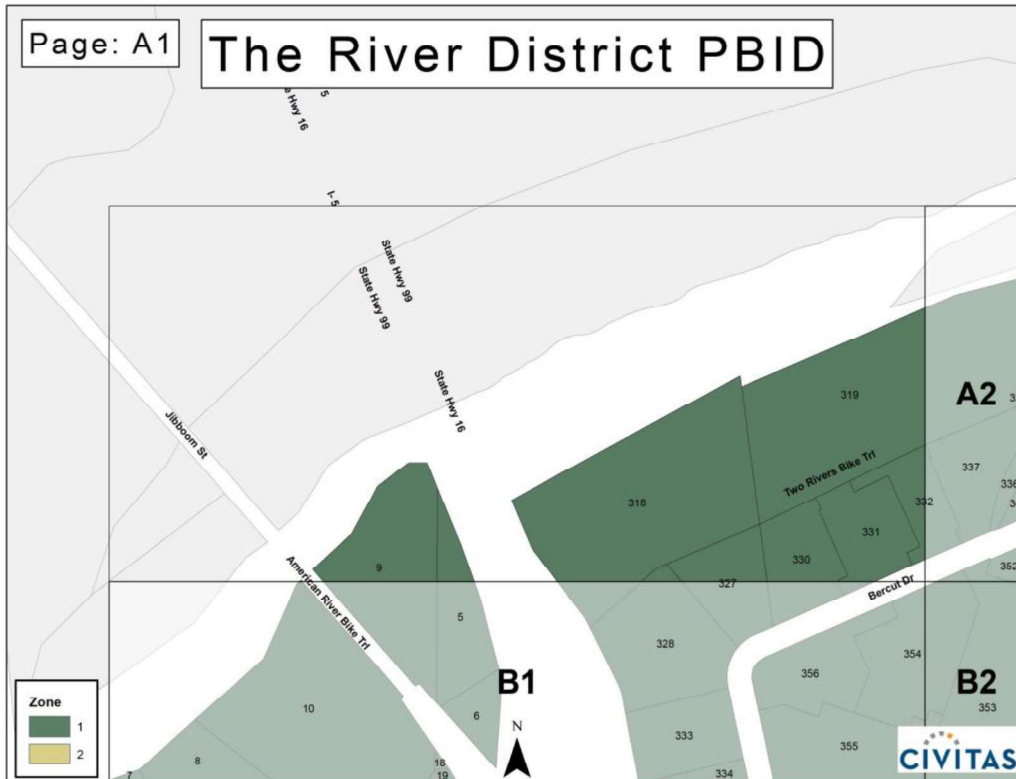 Page: A1
The River District PBID
e Hwy 16
5
I- 5
State Hwy 99
State Hwy 99
State Hwy 16
A2
319
Jibboom St
337
Two Rivers Bike Trl
336
318
332
331
330
9
American River Bike Trl
352
327
Bercut Dr
5
328
354
356
B1
B2
10
353
6
N
333
355
8
18
334
7
19
Zone
1
2
CIVITAS